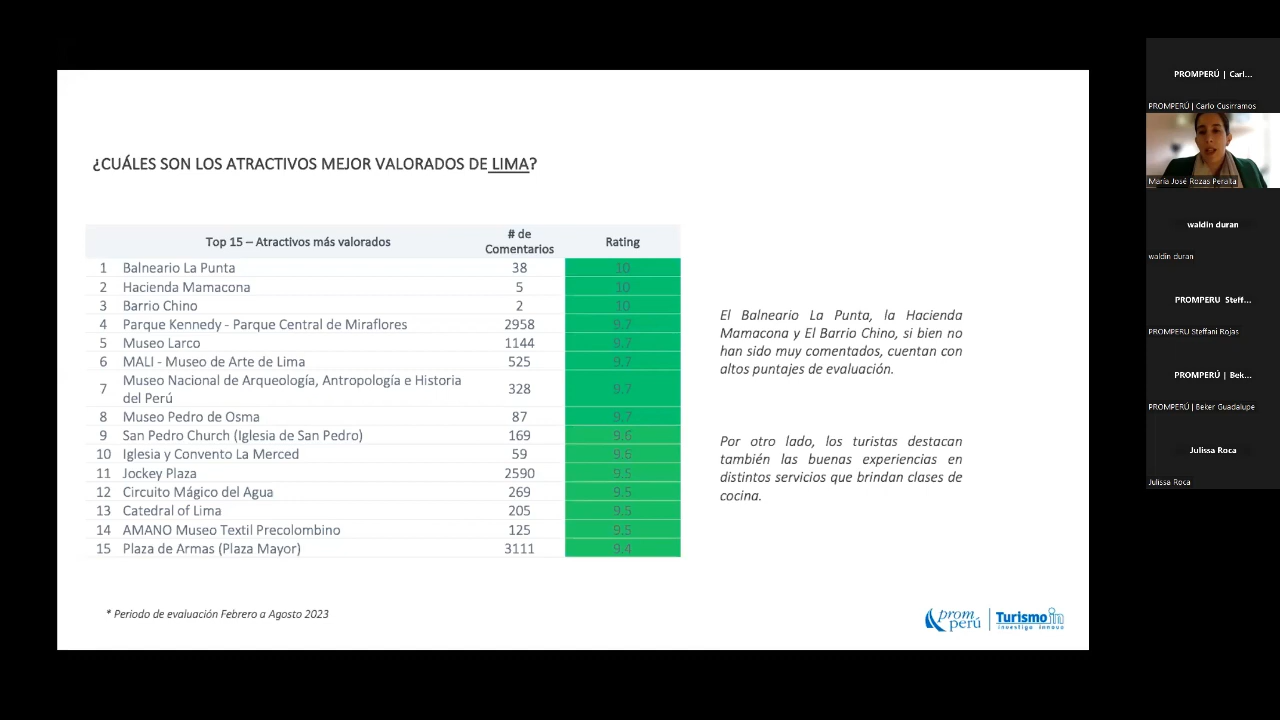 ¿CUÁLES SON LOS ATRACTIVOS MEJOR VALORADOS DE LIMA?
Top 15 – Atractivos más valorados # de Comentarios Rating
1 Balneario La Punta 38 10
2 Hacienda Mamacona 5 10
3 Barrio Chino 2 10
4 Parque Kennedy - Parque Central de Miraflores 2958 9.7
5 Museo Larco 1144 9.7
6 MALI - Museo de Arte de Lima 525 9.7
7 Museo Nacional de Arqueología, Antropología e Historia
del Perú 328 9.7
8 Museo Pedro de Osma 87 9.7
9 San Pedro Church (Iglesia de San Pedro) 169 9.6
10 Iglesia y Convento La Merced 59 9.6
11 Jockey Plaza 2590 9.5
12 Circuito Mágico del Agua 269 9.5
13 Catedral of Lima 205 9.5
14 AMANO Museo Textil Precolombino 125 9.5
15 Plaza de Armas (Plaza Mayor) 3111 9.4
El Balneario La Punta, la Hacienda
Mamacona y El Barrio Chino, si bien no
han sido muy comentados, cuentan con
altos puntajes de evaluación.
Por otro lado, los turistas destacan
también las buenas experiencias en
distintos servicios que brindan clases de
cocina.
* Periodo de evaluación Febrero a Agosto 2023
prom
perú
Turismo in
investiga innova
PROMPERÚ | Carl...
PROMPERÚ | Carlo Cusirramos
María José Rozas Peralta
waldin duran
waldin duran
PROMPERU Steff...
PROMPERU Steffani Rojas
PROMPERÚ | Bek...
PROMPERÚ | Beker Guadalupe
Julissa Roca
Julissa Roca